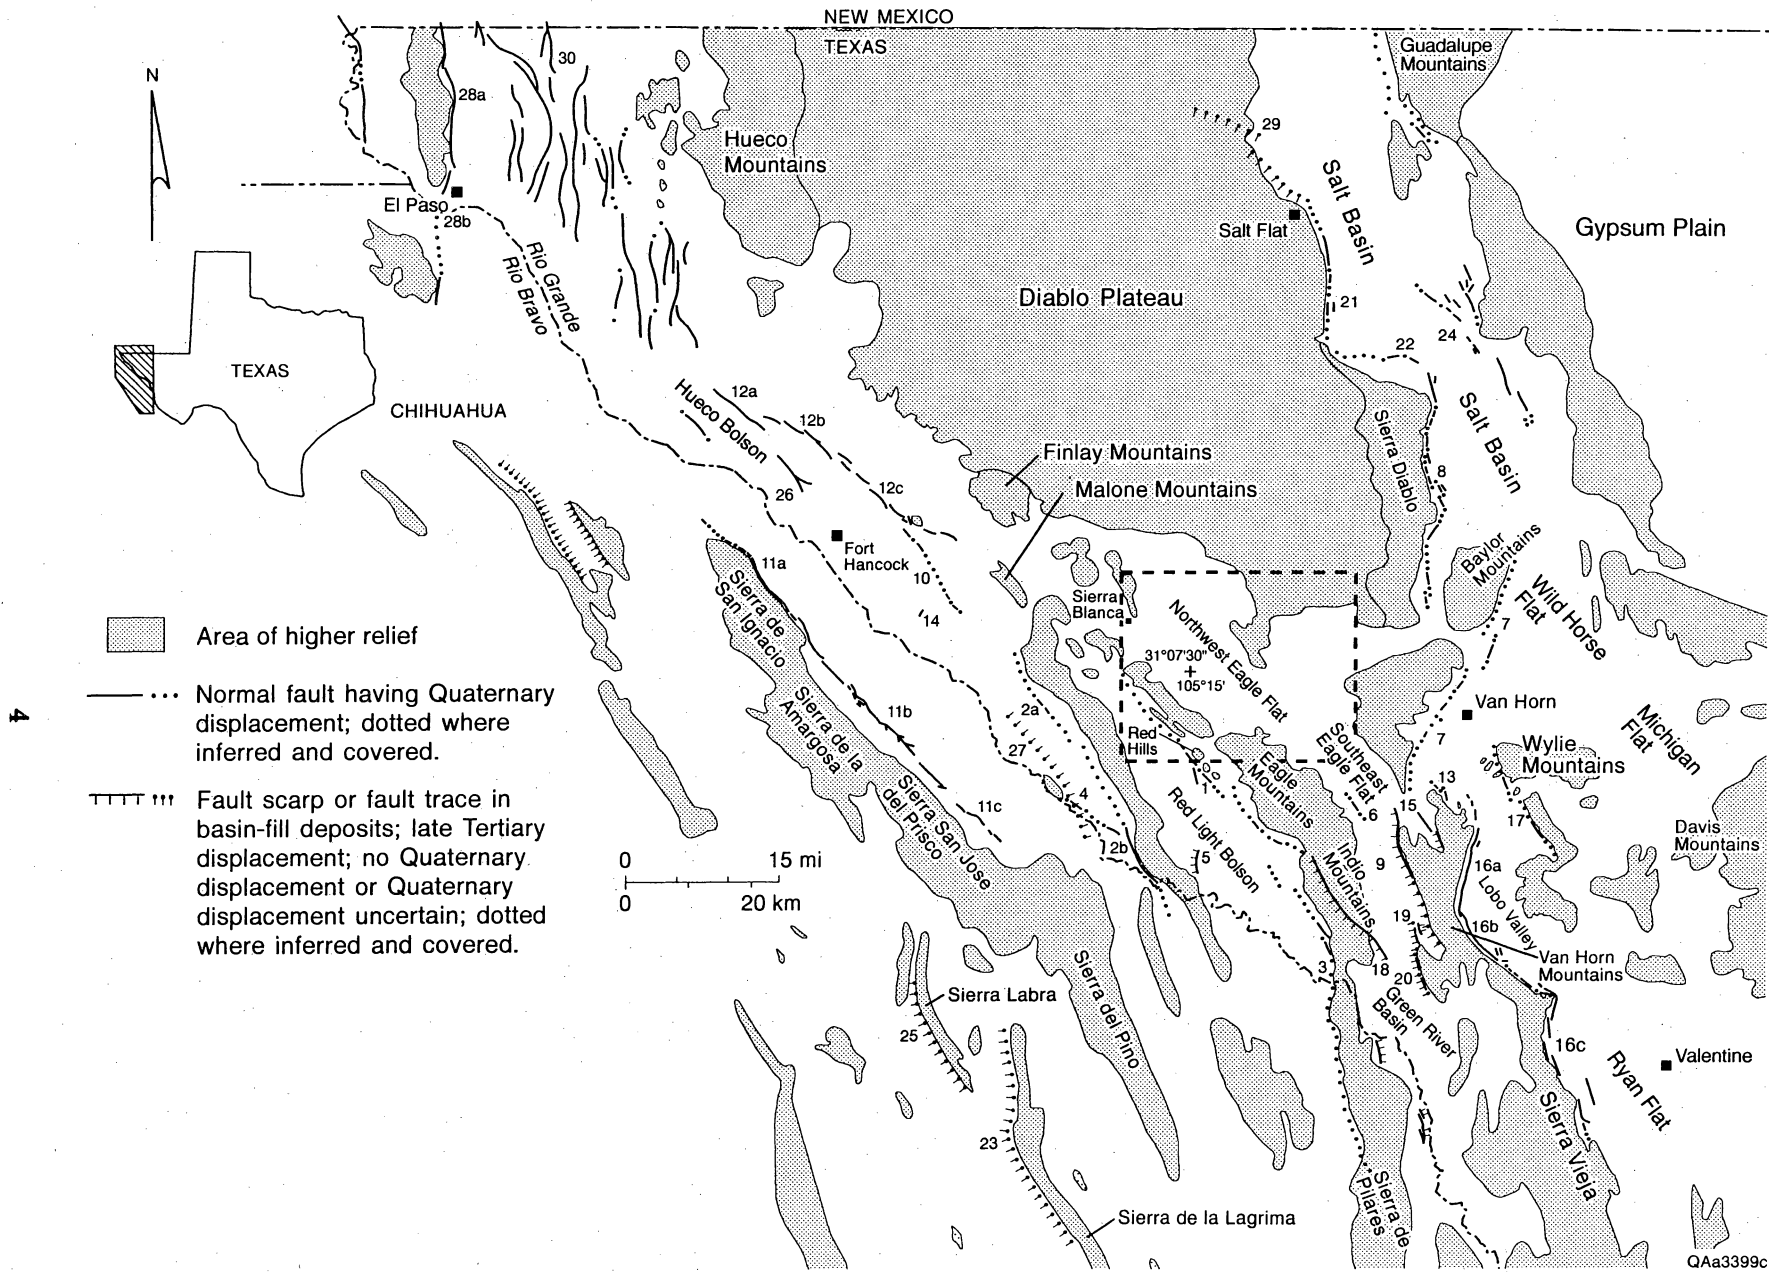 NEW MEXICO
TEXAS
Guadalupe
Mountains
N
30
28a
29
Hueco
Mountains
El Paso
28b
Salt Flat
Salt Basin
Gypsum Plain
Rio Grande
Rio Bravo
Diablo Plateau
21
24
22
TEXAS
CHIHUAHUA
12a
12b
Hueco Bolson
Salt Basin
Sierra Diablo
Finlay Mountains
8
Malone Mountains
12c
26
Fort
Hancock
11a
10
14
Baylor
Mountains
Wild Horse
Flat
Sierra
Blanca
Northwest Eagle Flat
7
Area of higher relief
Sierra de
San Ignacio
31°07'30"
105°15'
Normal fault having Quaternary
displacement; dotted where
inferred and covered.
4
Sierra de la
Amargosa
11b
2a
27
Red
Hills
Van Horn
7
Michigan
Flat
Southeast
Eagle Flat
Wylie
Mountains
Eagle
Mountains
13
Fault scarp or fault trace in
basin-fill deposits; late Tertiary
displacement; no Quaternary
displacement or Quaternary
displacement uncertain; dotted
where inferred and covered.
Sierra San Jose
del Prisco
11c
4
1
6
15
17
Davis
Mountains
0 15 mi
0 20 km
2b
5
Red Light Bolson
Indio
Mountains
9
16a
Lobo Valley
19
16b
Van Horn
Mountains
3
18
20
Sierra Labra
25
Sierra del Pino
Green River
Basin
16c
Valentine
Ryan Flat
23
Sierra Vieja
Sierra de
Pilares
Sierra de la Lagrima
QAa3399c